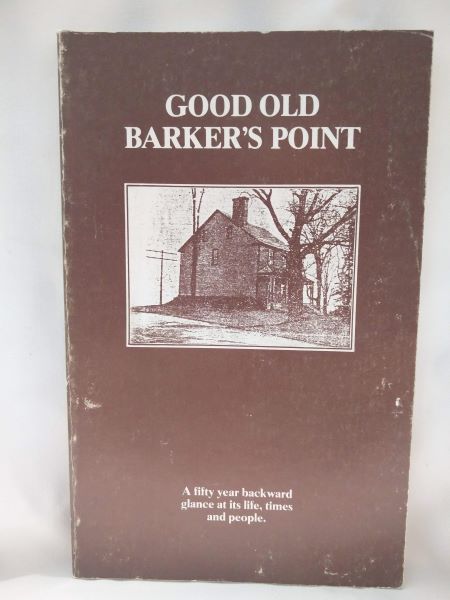 GOOD OLD
BARKER'S POINT
A fifty year backward
glance at its life, times
and people.